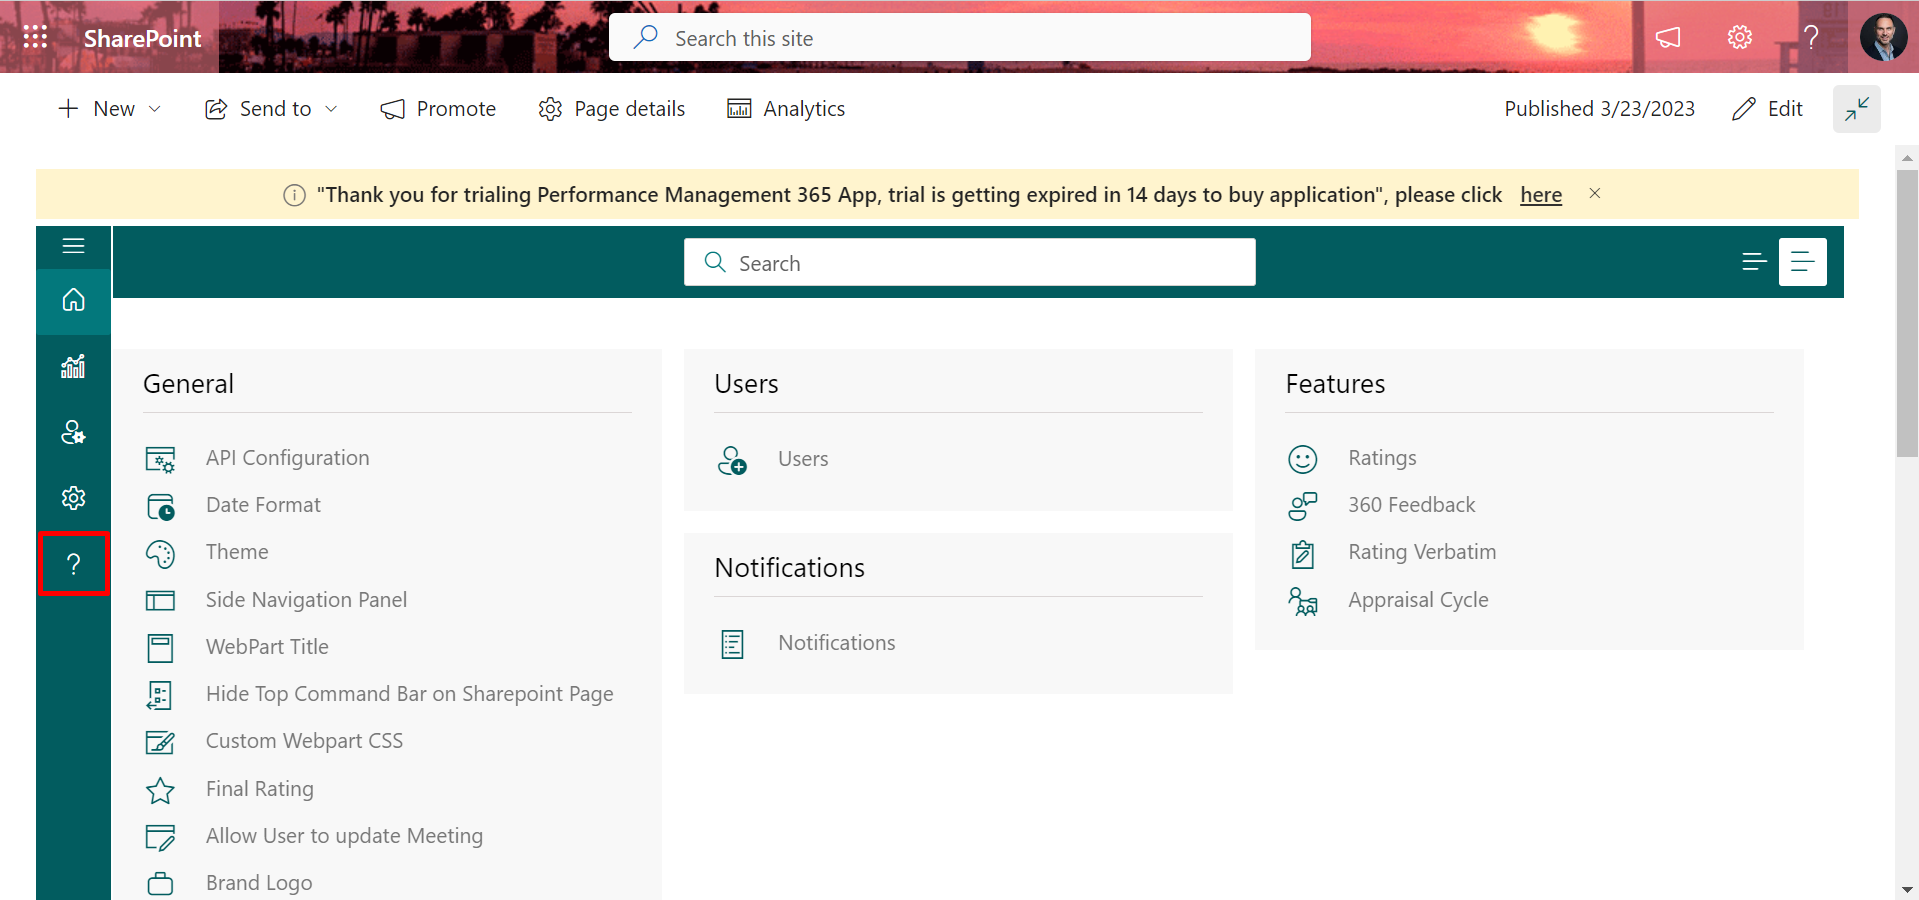 SharePoint
Search this site
?
New
Send to
Promote
Page details
Analytics
Published 3/23/2023
Edit
"Thank you for trialing Performance Management 365 App, trial is getting expired in 14 days to buy application", please click here
Search
?
General
API Configuration
Date Format
Theme
Side Navigation Panel
WebPart Title
Hide Top Command Bar on Sharepoint Page
Custom Webpart CSS
Final Rating
Allow User to update Meeting
Brand Logo
Users
Users
Notifications
Notifications
Features
Ratings
360 Feedback
Rating Verbatim
Appraisal Cycle